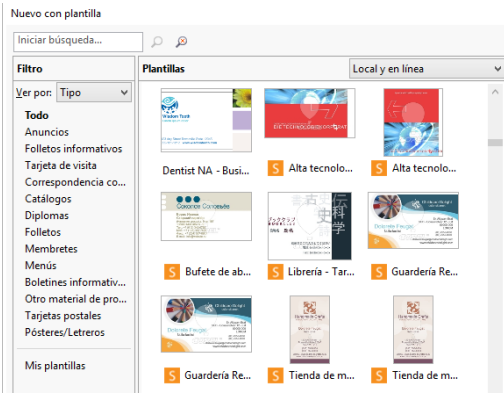 Nuevo con plantilla
Iniciar búsqueda...
Filtro
Plantillas
Local y en línea
Ver por: Tipo
Todo
Anuncios
Folletos informativos
Tarjeta de visita
Correspondencia co...
Catálogos
Diplomas
Folletos
Membretes
Menús
Boletines informativ...
Otro material de pro...
Tarjetas postales
Pósteres/Letreros
Mis plantillas
Dentist NA - Busi...
S Alta tecnolo...
S Alta tecnolo...
S Bufete de ab...
S Librería - Tar...
S Guardería Re...
S Guardería Re...
S Tienda de m...
S Tienda de m...